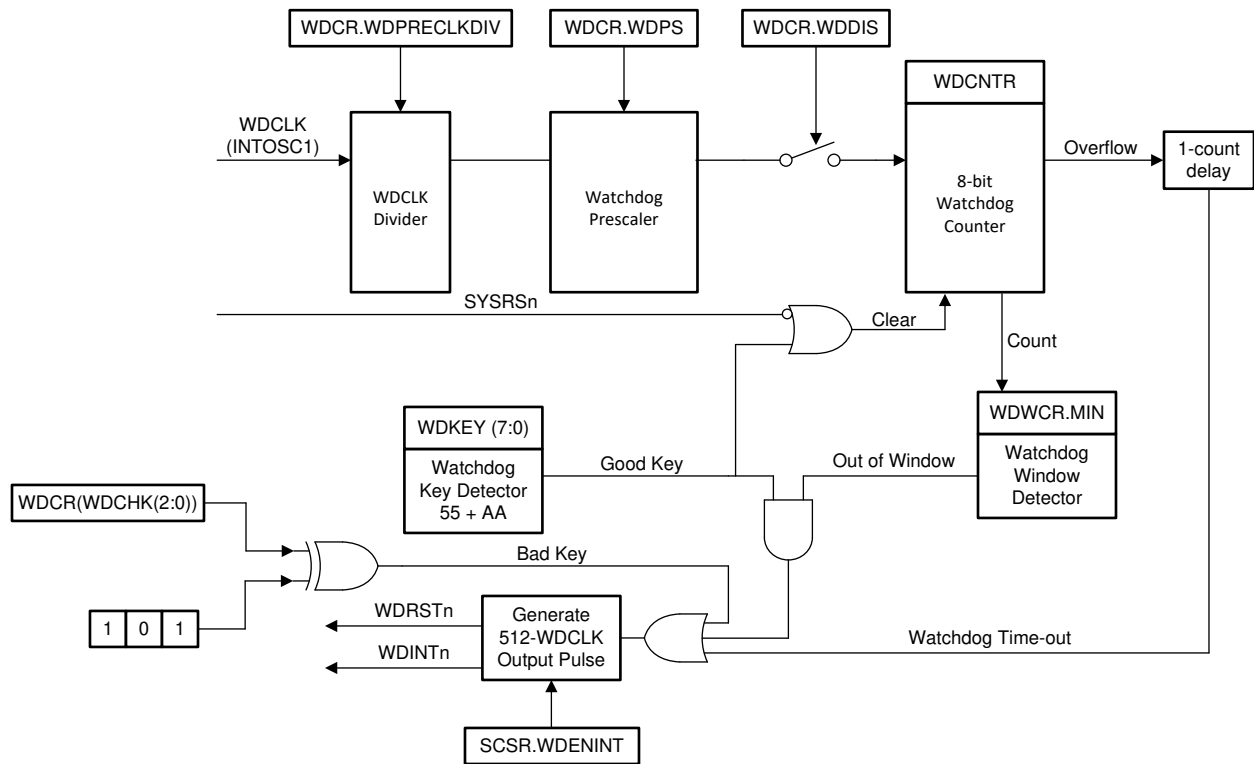 WDCR.WDPRECLKDIV
WDCR.WDPS
WDCR.WDDIS
WDCNTR
WDCLK
(INTOSC1)
WDCLK
Divider
Watchdog
Prescaler
8-bit
Watchdog
Counter
Overflow
1-count
delay
SYSRSn
Clear
Count
WDKEY (7:0)
Watchdog
Key Detector
55 + AA
Good Key
Out of Window
WDWCR.MIN
Watchdog
Window
Detector
WDCR(WDCHK(2:0))
Bad Key
1 0 1
WDRSTn
WDINTn
Generate
512-WDCLK
Output Pulse
Watchdog Time-out
SCSR.WDENINT